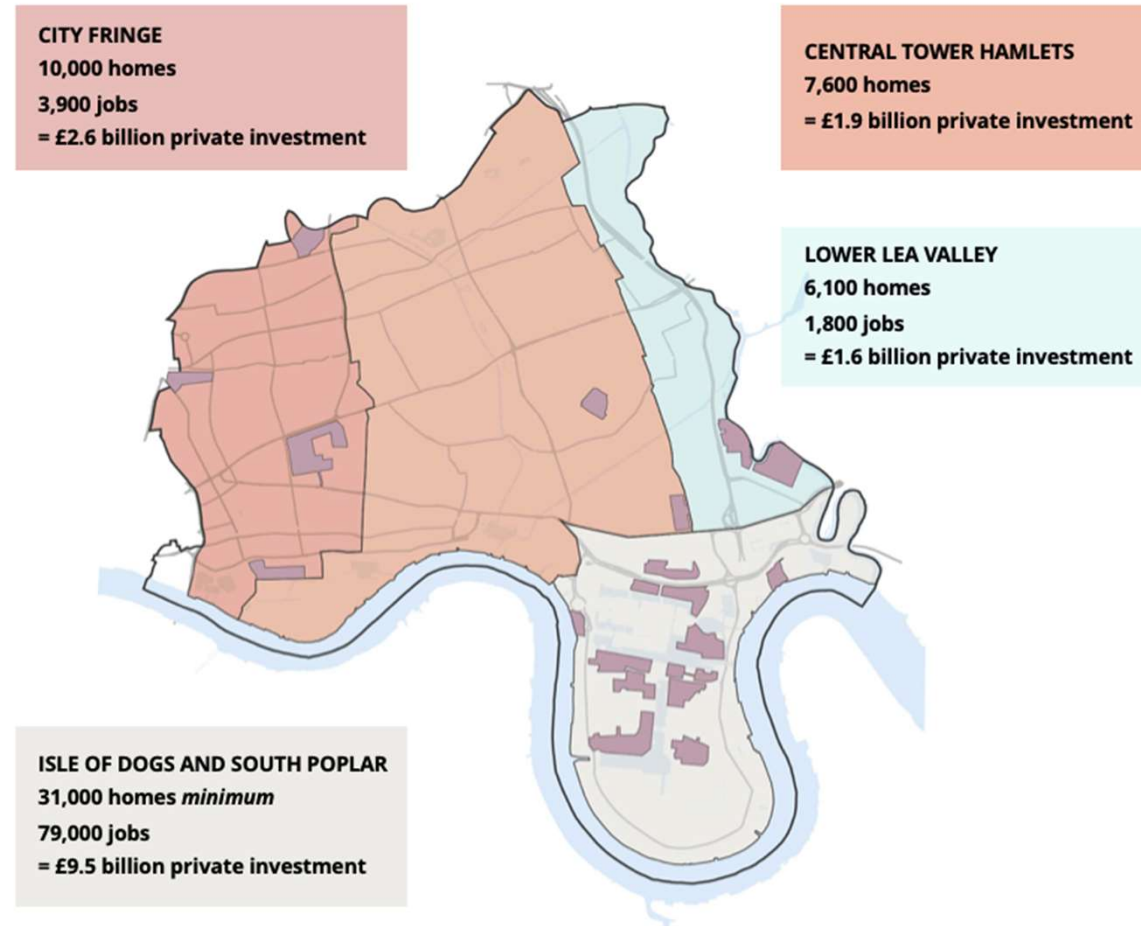 CITY FRINGE
10,000 homes
3,900 jobs
= £2.6 billion private investment
CENTRAL TOWER HAMLETS
7,600 homes
= £1.9 billion private investment
LOWER LEA VALLEY
6,100 homes
1,800 jobs
= £1.6 billion private investment
ISLE OF DOGS AND SOUTH POPLAR
31,000 homes minimum
79,000 jobs
= £9.5 billion private investment